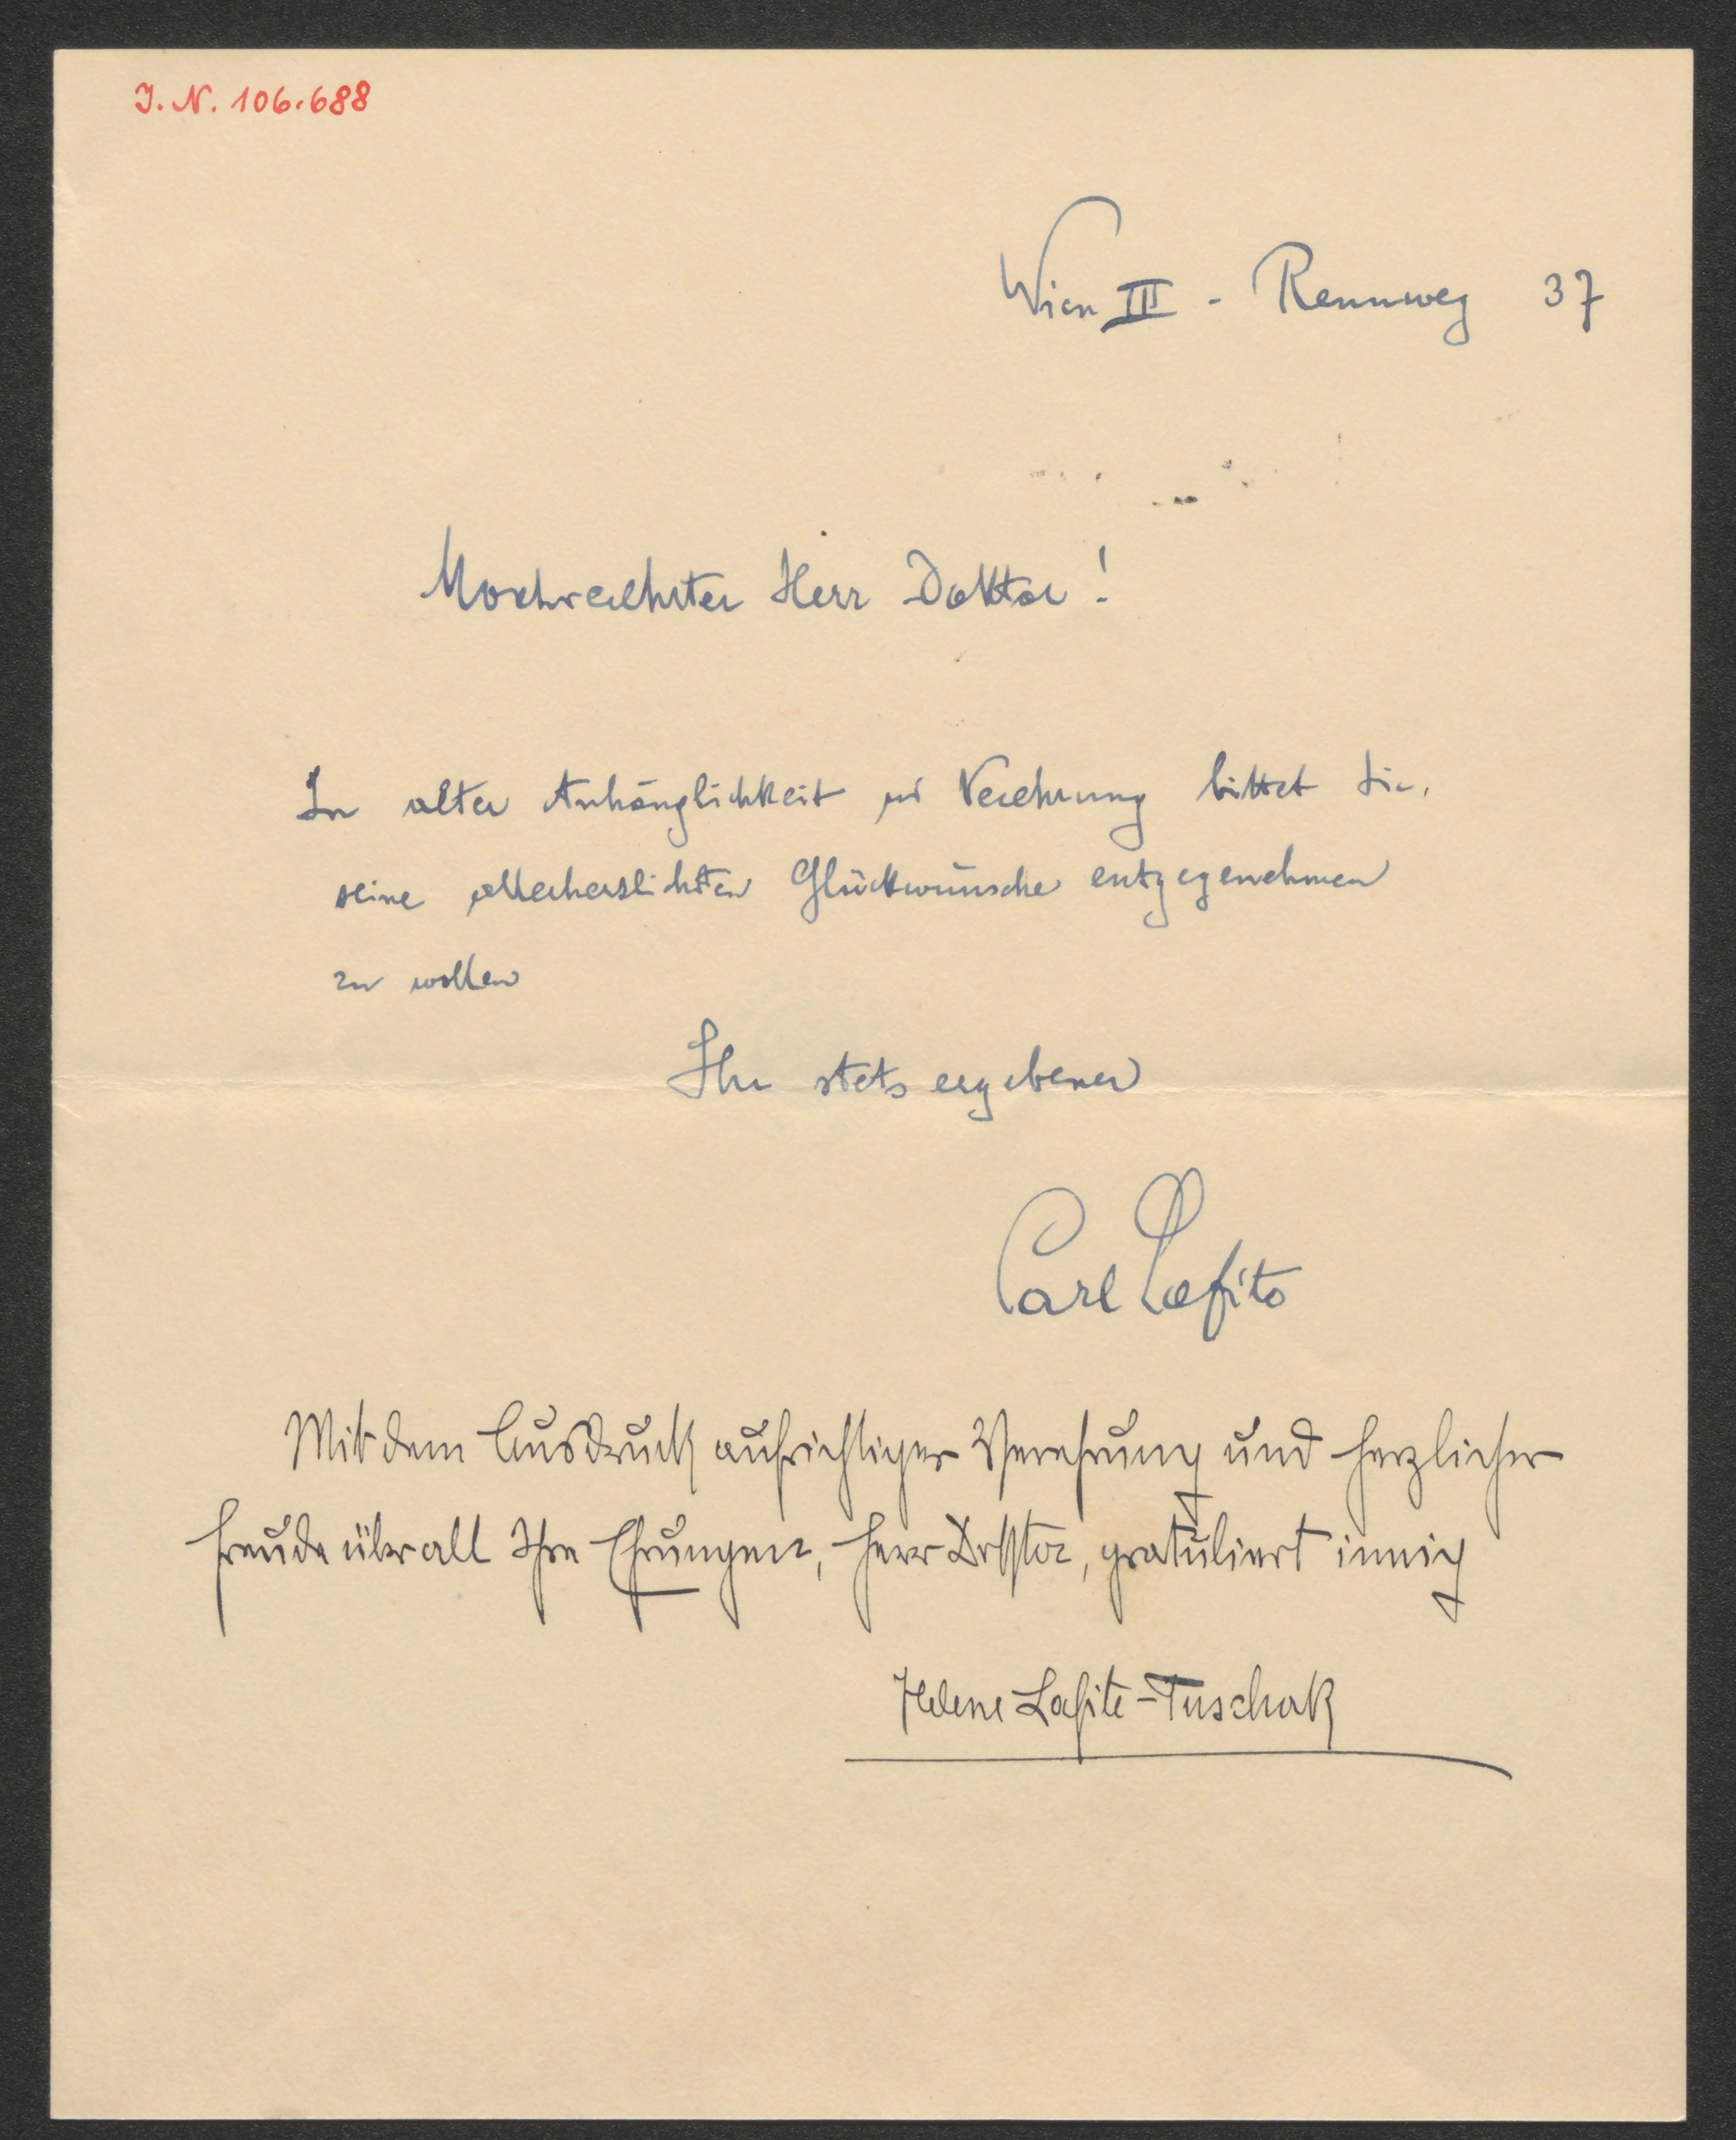 J. N. 106.688
Wien III - Rennweg 37
Hochverehrter Herr Doktor!
In alter Anhänglichkeit und Verehrung bittet Sie,
seine allerherzlichsten Glückwünsche entgegenehmen
zu wollen
Ihr stets ergebener
Carl Lafite
Mit dem Ausdruck aufrichtiger Verehrung und herzlicher
Freude über all Ihre Ehrungen, Herr Doktor, gratuliert innig
Helene Lafite-Tuschak